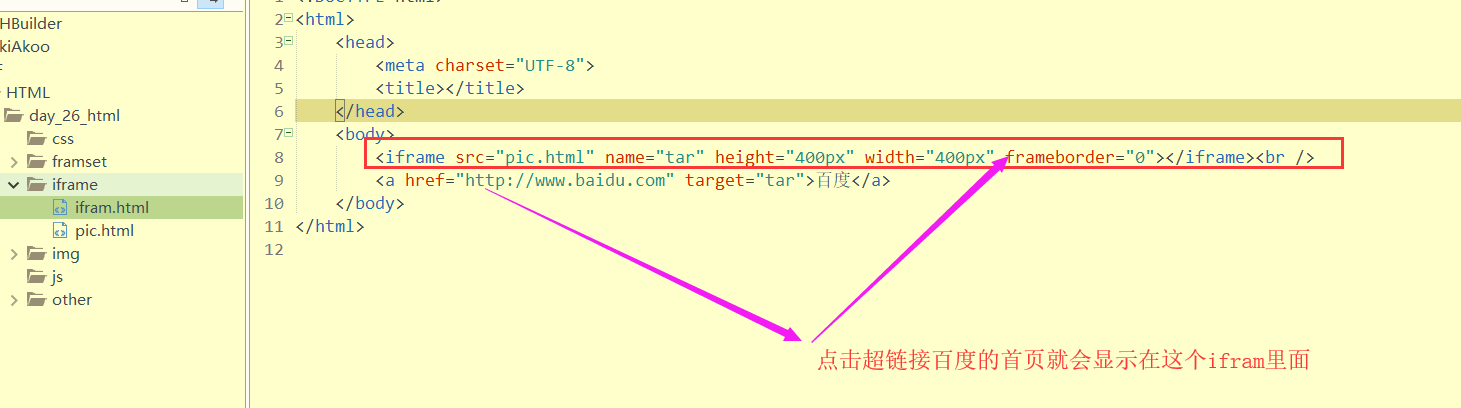 HBuilder
kiAkoo
HTML
day_26_html
css
framset
iframe
ifram.html
pic.html
img
js
other
2 <html>
3 <head>
4 <meta charset="UTF-8">
5 <title></title>
6 </head>
7 <body>
8 <iframe src="pic.html" name="tar" height="400px" width="400px" frameborder="0"></iframe><br />
9 <a href="http://www.baidu.com" target="tar">百度</a>
10 </body>
11 </html>
12
点击超链接百度的首页就会显示在这个ifram里面